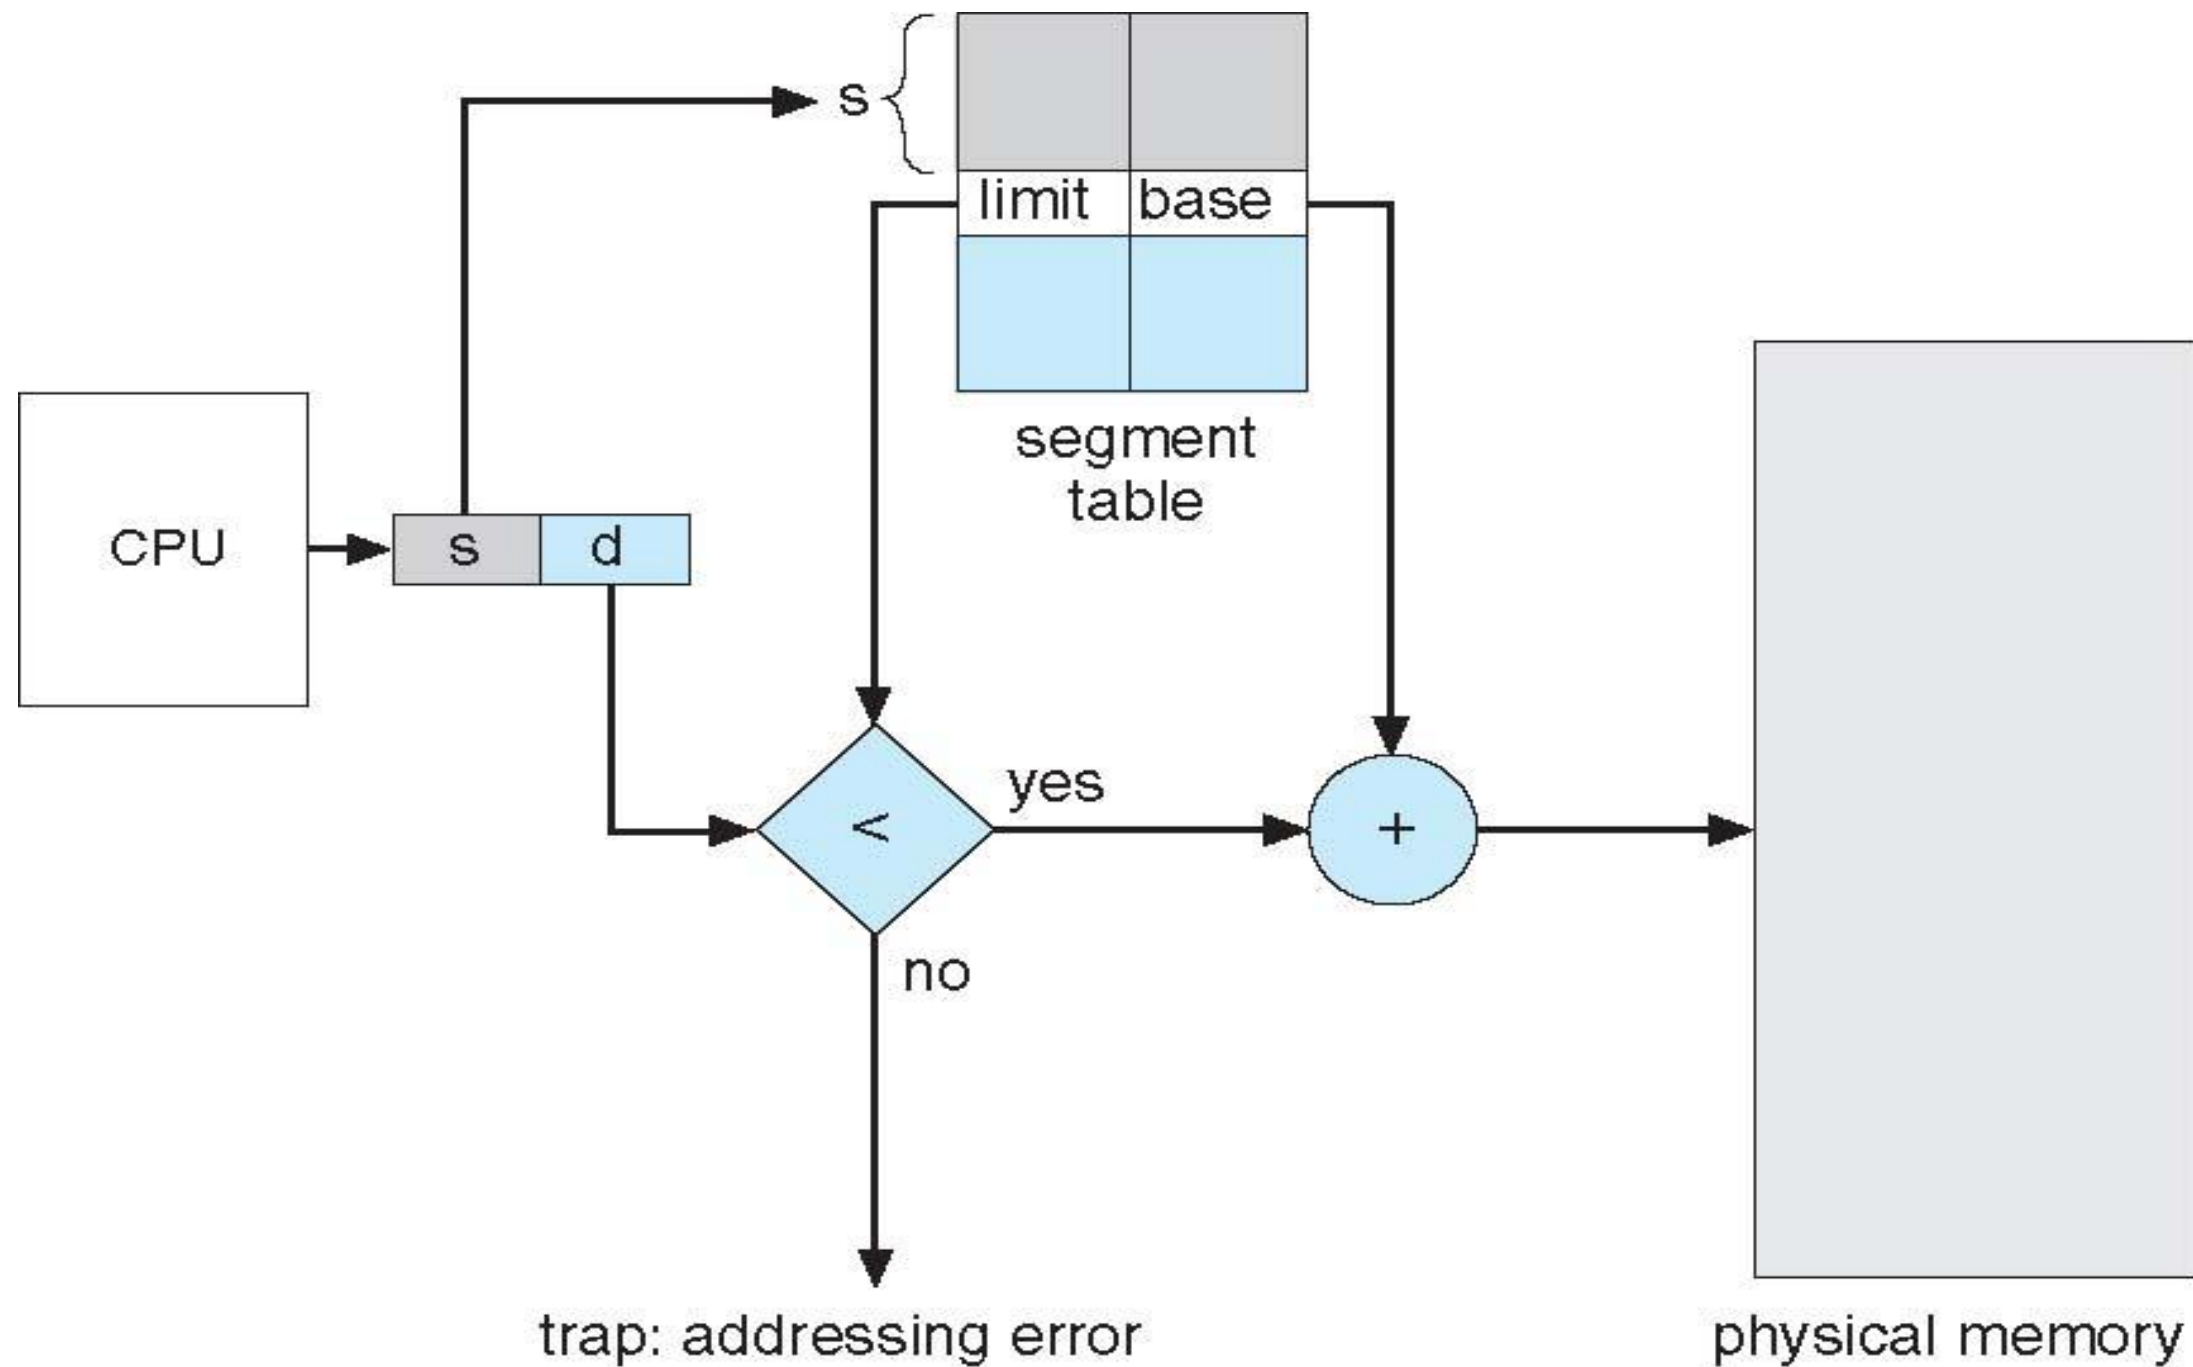 s
limit base
segment
table
CPU
s d
yes
<
+
no
trap: addressing error
physical memory